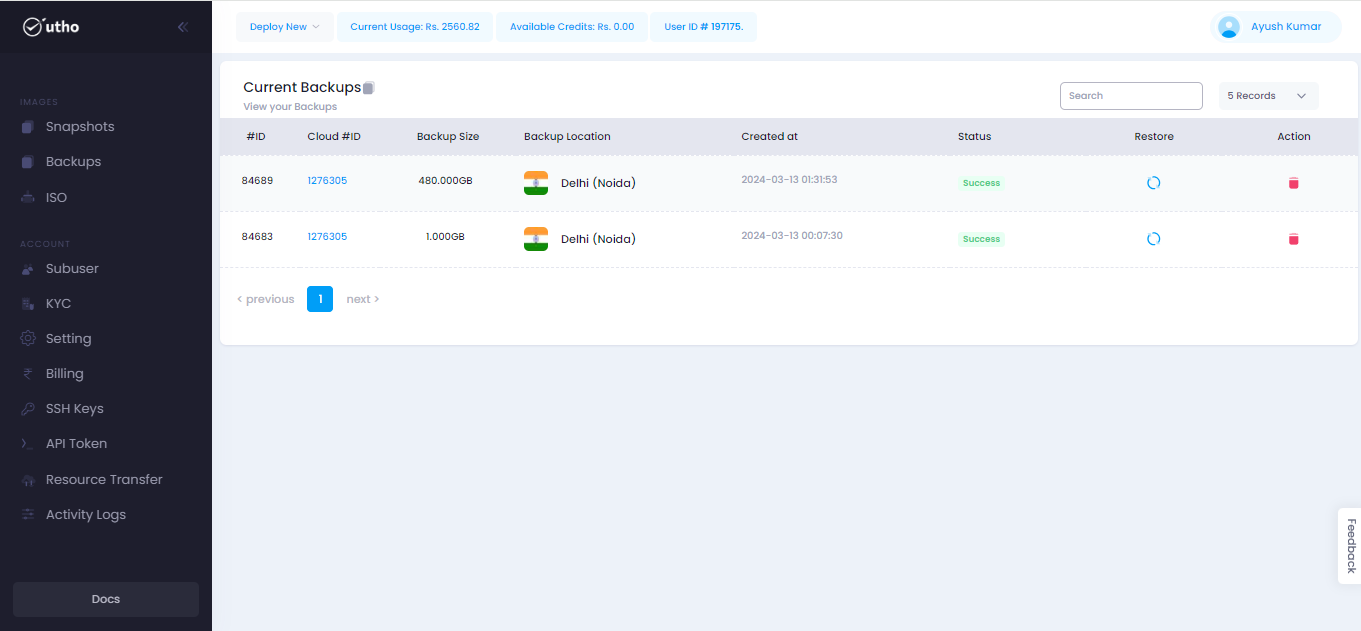 utho
Deploy New
Current Usage: Rs. 2560.82
Available Credits: Rs. 0.00
User ID # 197175.
Ayush Kumar
IMAGES
Snapshots
Backups
ISO
ACCOUNT
Subuser
KYC
Setting
Billing
SSH Keys
API Token
Resource Transfer
Activity Logs
Docs
Current Backups
View your Backups
Search
5 Records
#ID Cloud #ID Backup Size Backup Location Created at Status Restore Action
84689 1276305 480.000GB Delhi (Noida) 2024-03-13 01:31:53 Success
84683 1276305 1.000GB Delhi (Noida) 2024-03-13 00:07:30 Success
< previous 1 next >
Feedback